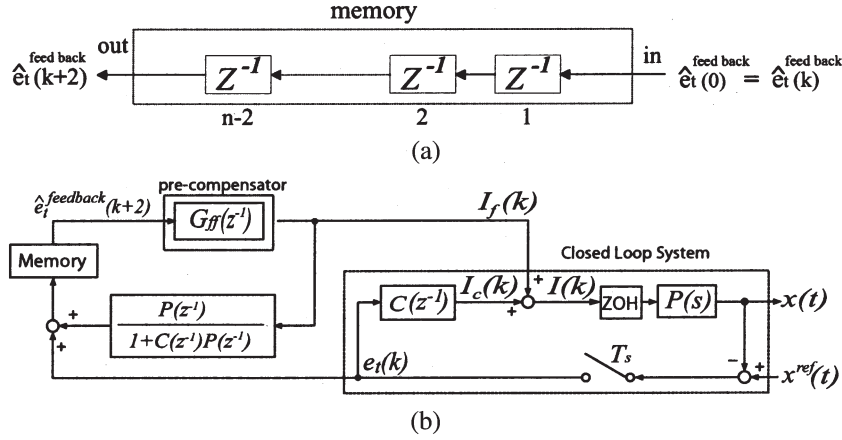 memory
out
in
ê_t^{feed back}(k+2)
Z^{-1}
Z^{-1}
Z^{-1}
ê_t^{feed back}(0) = ê_t^{feed back}(k)
n-2
2
1
(a)
pre-compensator
ê_t^{feedback}(k+2)
G_{ff}(z^{-1})
I_f(k)
Memory
Closed Loop System
P(z^{-1})
1+C(z^{-1})P(z^{-1})
+
+
C(z^{-1})
I_c(k)
+
+
I(k)
ZOH
P(s)
x(t)
e_t(k)
T_s
−
+
x^{ref}(t)
(b)